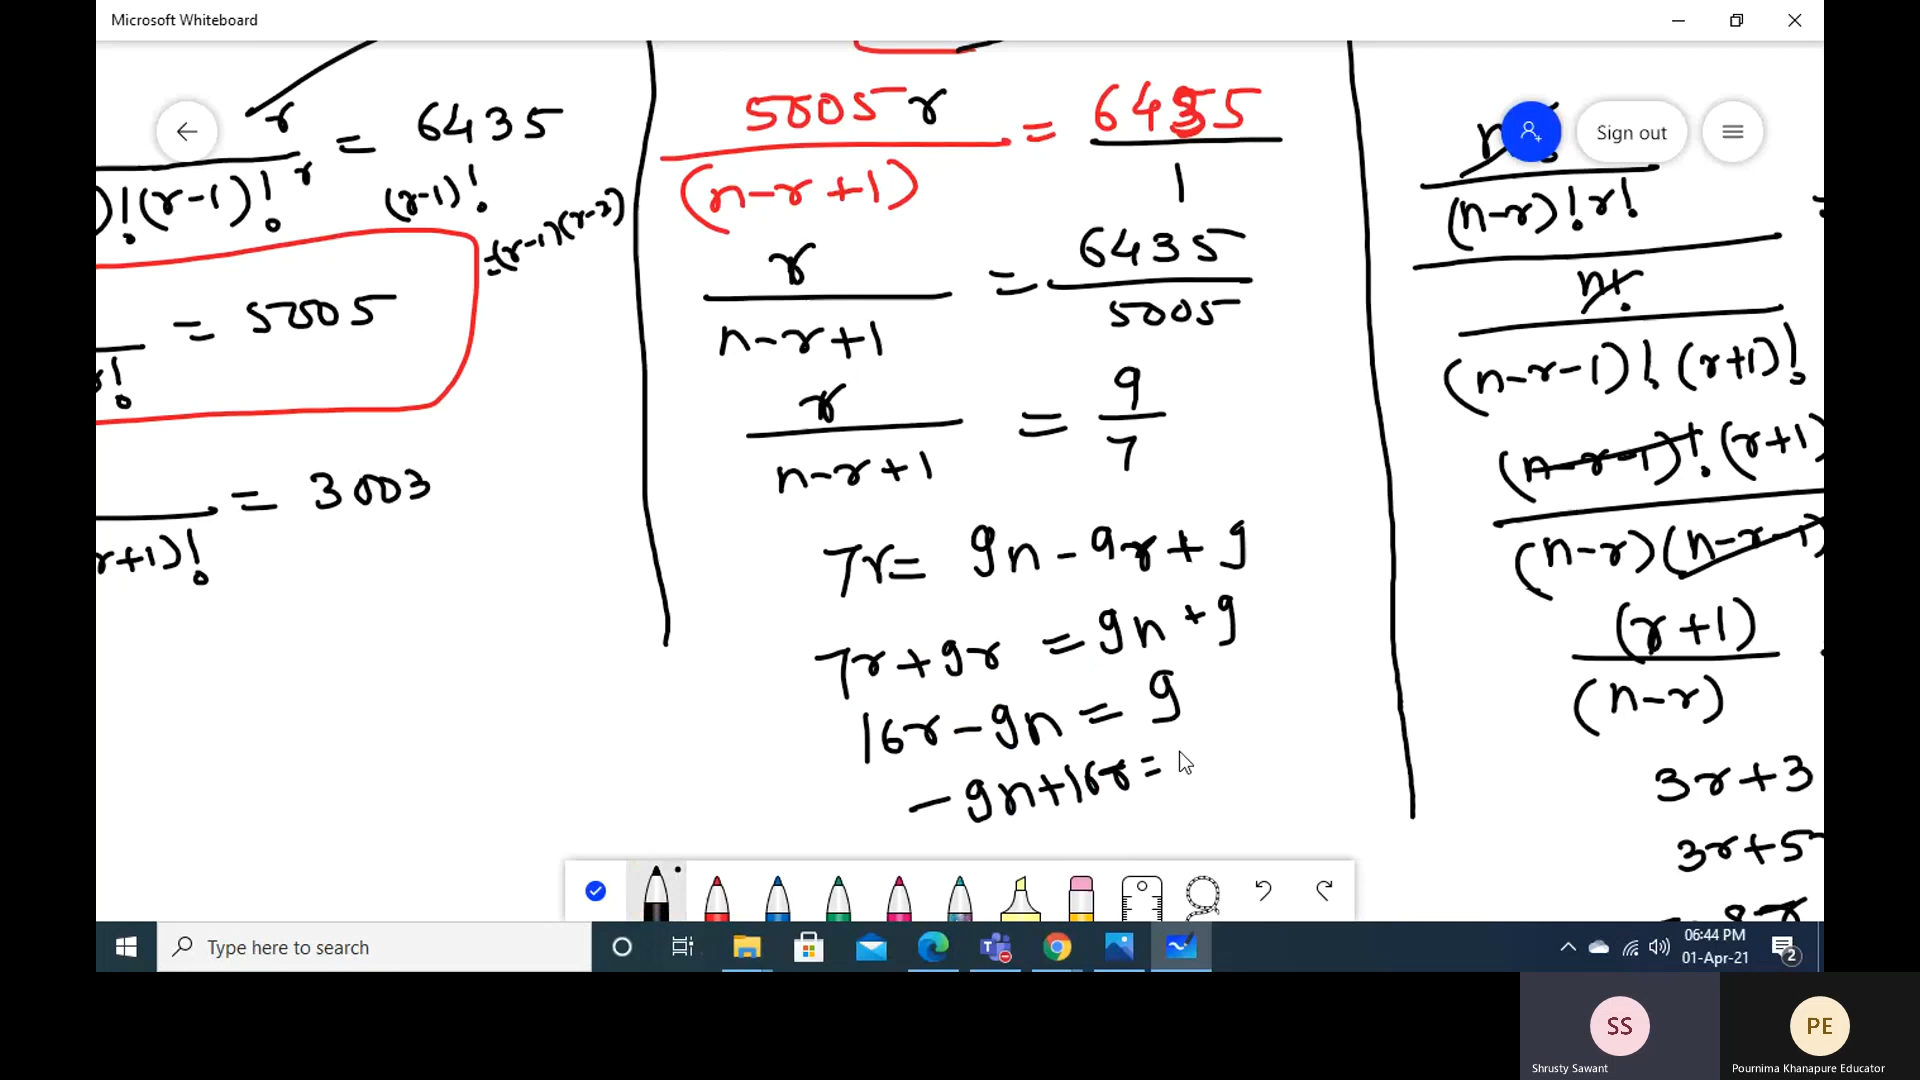 Microsoft Whiteboard
r = 6435
)!(r-1)! r (r-1)!
=(r-1)(r-2)
= 5005
r!
= 3003
r+1)!
5005r = 6435
(n-r+1) 1
r = 6435
n-r+1 5005
r = 9
n-r+1 7
7r= 9n-9r+9
7r+9r =9n+9
16r-9n = 9
-9n+16r=
Sign out
(n-r)!r!
n!
(n-r-1)! (r+1)!
(n-r-1)!(r+1)
(n-r)(n-r-1)
(r+1)
(n-r)
3r+3
3r+5
8r
Type here to search
06:44 PM
01-Apr-21
2
SS
PE
Shrusty Sawant
Pournima Khanapure Educator